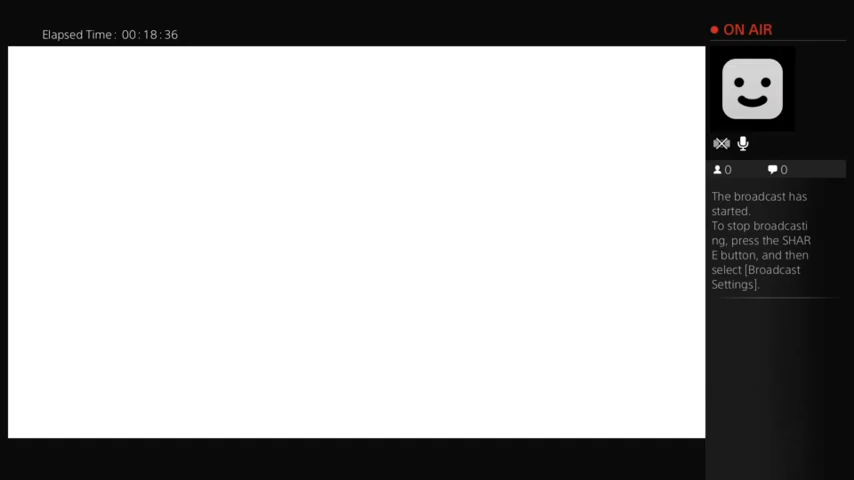 Elapsed Time: 00:18:36
ON AIR
0 0
The broadcast has
started.
To stop broadcasti
ng, press the SHAR
E button, and then
select [Broadcast
Settings].